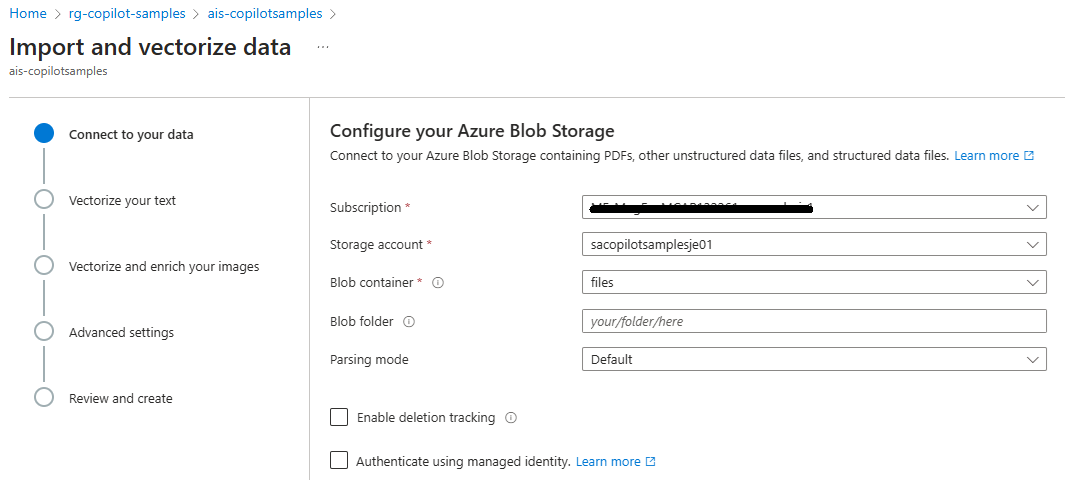 Home > rg-copilot-samples > ais-copilotsamples >
Import and vectorize data ...
ais-copilotsamples
Connect to your data
Vectorize your text
Vectorize and enrich your images
Advanced settings
Review and create
Configure your Azure Blob Storage
Connect to your Azure Blob Storage containing PDFs, other unstructured data files, and structured data files. Learn more
Subscription *
Storage account * sacopilotsamplesje01
Blob container * files
Blob folder your/folder/here
Parsing mode Default
Enable deletion tracking
Authenticate using managed identity. Learn more